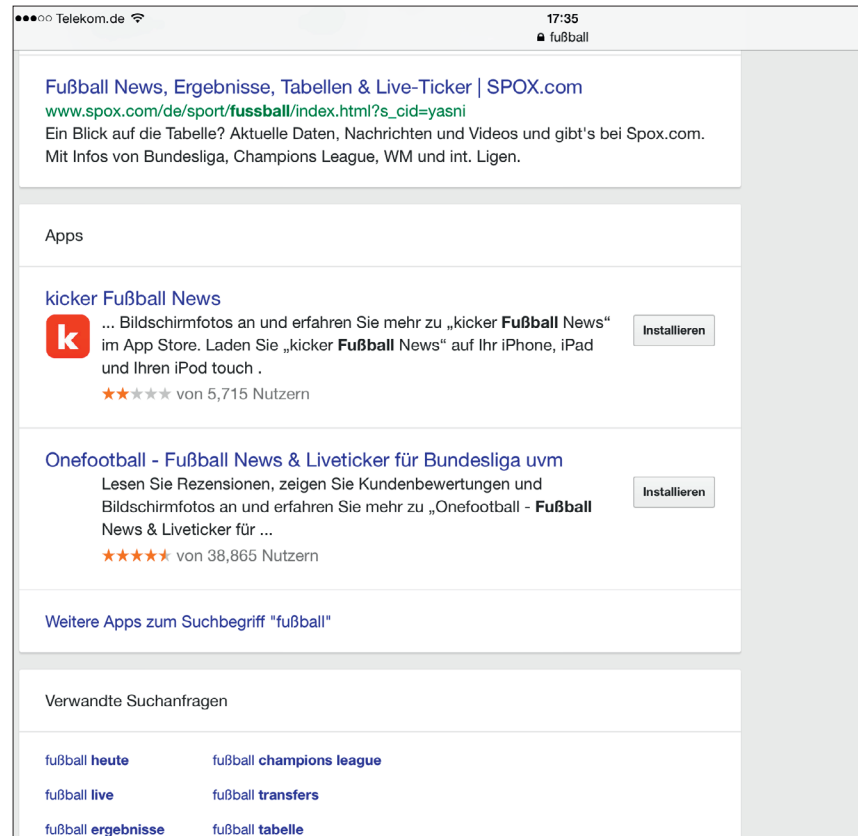 Telekom.de
17:35
fußball
Fußball News, Ergebnisse, Tabellen & Live-Ticker | SPOX.com
www.spox.com/de/sport/fussball/index.html?s_cid=yasni
Ein Blick auf die Tabelle? Aktuelle Daten, Nachrichten und Videos und gibt's bei Spox.com.
Mit Infos von Bundesliga, Champions League, WM und int. Ligen.
Apps
kicker Fußball News
k
... Bildschirmfotos an und erfahren Sie mehr zu „kicker Fußball News“
im App Store. Laden Sie „kicker Fußball News“ auf Ihr iPhone, iPad
und Ihren iPod touch .
Installieren
von 5,715 Nutzern
Onefootball - Fußball News & Liveticker für Bundesliga uvm
Lesen Sie Rezensionen, zeigen Sie Kundenbewertungen und
Bildschirmfotos an und erfahren Sie mehr zu „Onefootball - Fußball
News & Liveticker für ...
Installieren
von 38,865 Nutzern
Weitere Apps zum Suchbegriff "fußball"
Verwandte Suchanfragen
fußball heute
fußball champions league
fußball live
fußball transfers
fußball ergebnisse
fußball tabelle